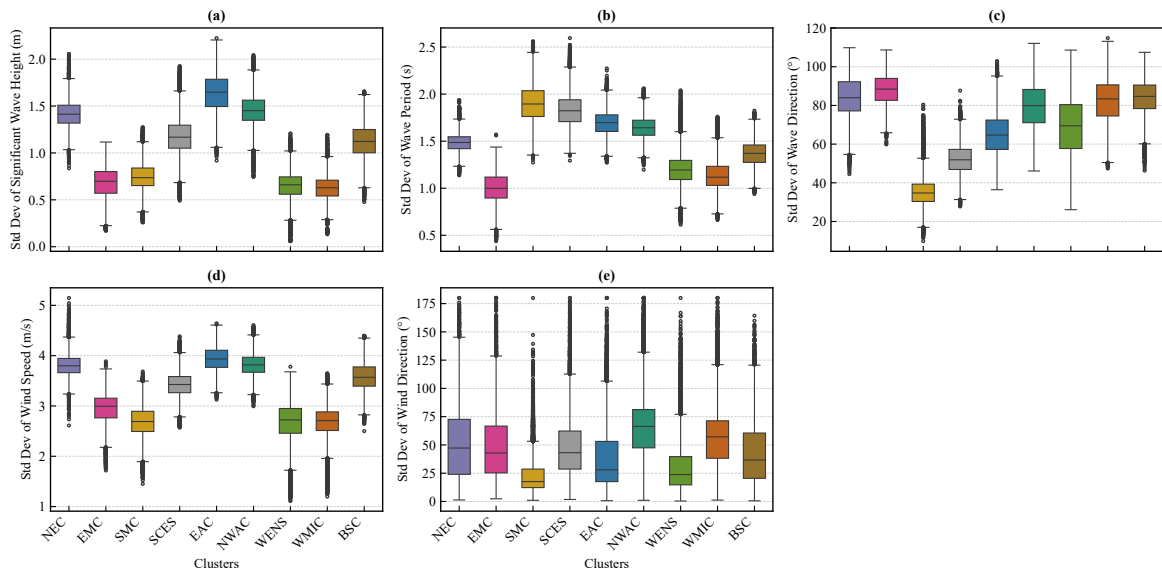 (a)
Std Dev of Significant Wave Height (m)
2.0
1.5
1.0
0.5
0.0
(b)
Std Dev of Wave Period (s)
2.5
2.0
1.5
1.0
0.5
(c)
Std Dev of Wave Direction (°)
120
100
80
60
40
20
(d)
Std Dev of Wind Speed (m/s)
5
4
3
2
1
NEC
EMC
SMC
SCES
EAC
NWAC
WENS
WMIC
BSC
Clusters
(e)
Std Dev of Wind Direction (°)
175
150
125
100
75
50
25
0
NEC
EMC
SMC
SCES
EAC
NWAC
WENS
WMIC
BSC
Clusters